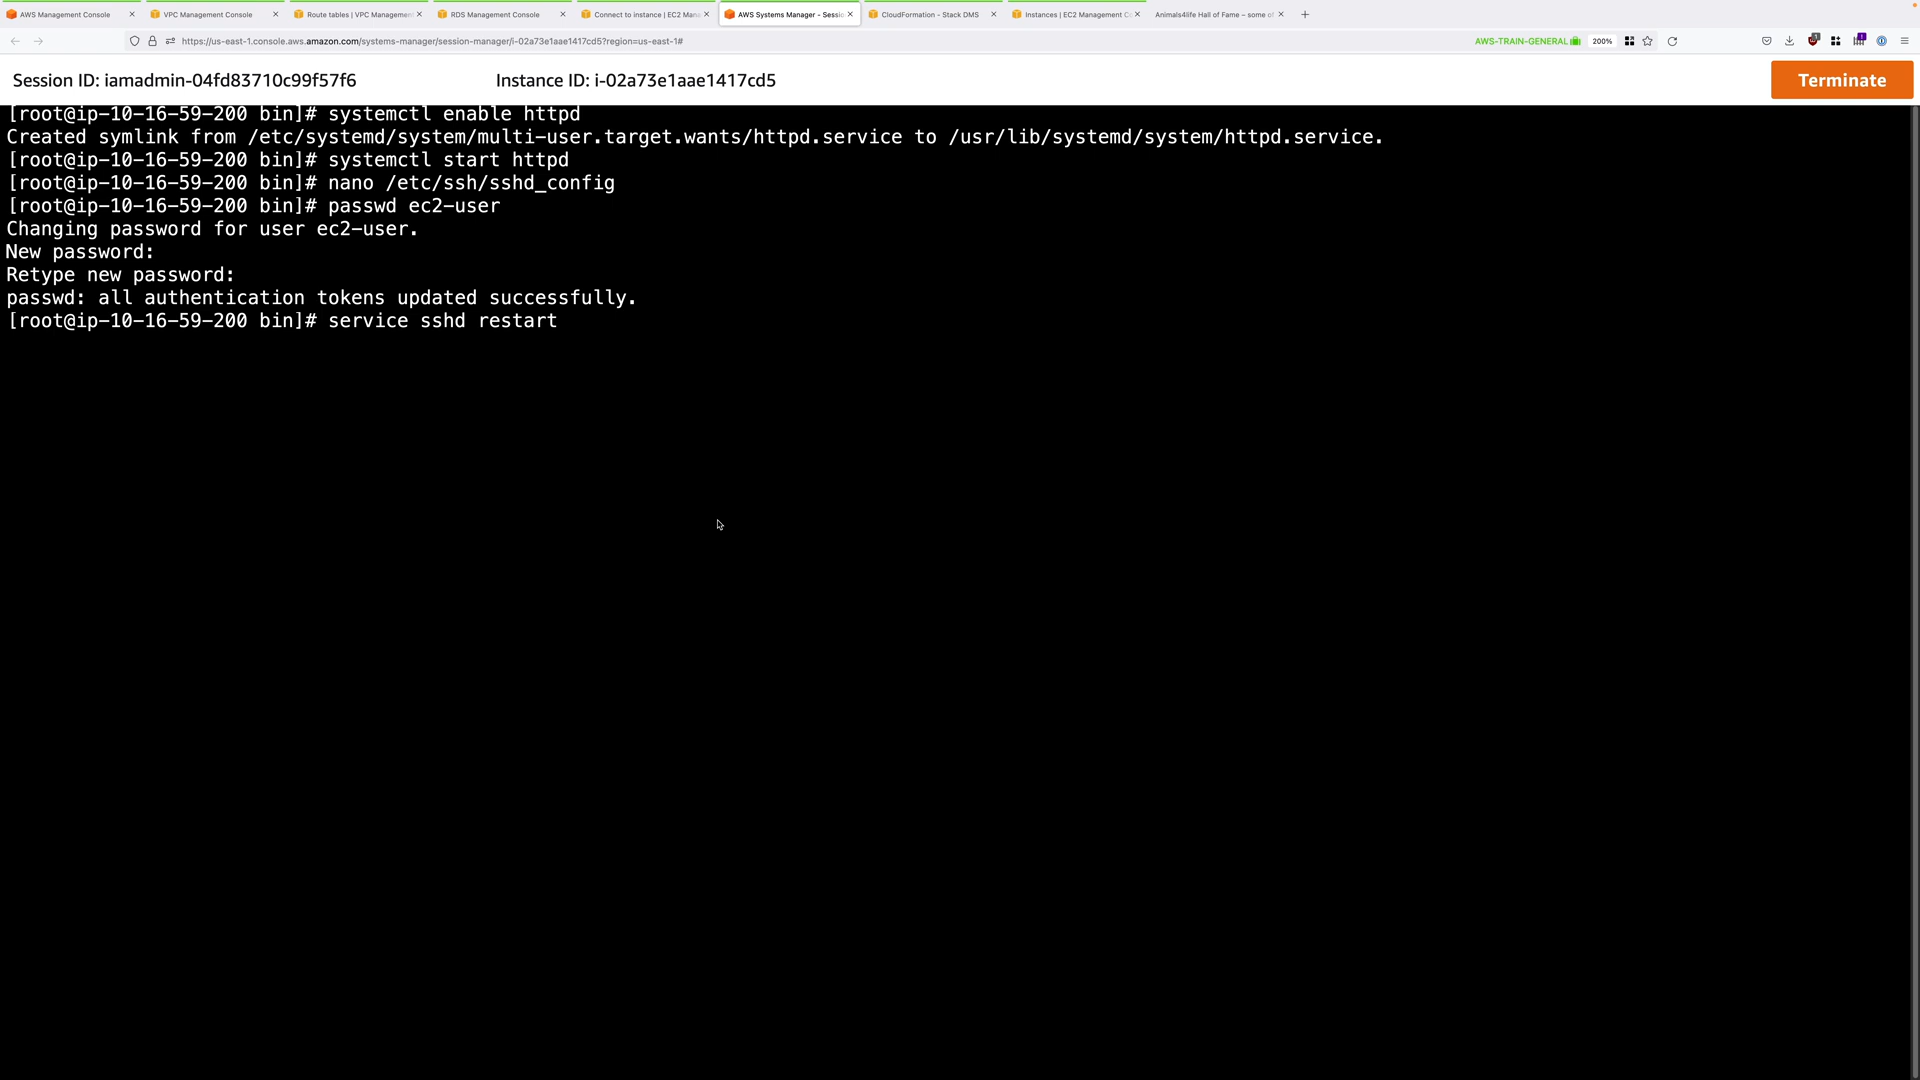 AWS Management Console
VPC Management Console
Route tables | VPC Managemen
RDS Management Console
Connect to instance | EC2 Mana
AWS Systems Manager - Sessio
CloudFormation - Stack DMS
Instances | EC2 Management Co
Animals4life Hall of Fame – some of
https://us-east-1.console.aws.amazon.com/systems-manager/session-manager/i-02a73e1aae1417cd5?region=us-east-1#
AWS-TRAIN-GENERAL
200%
Session ID: iamadmin-04fd83710c99f57f6
Instance ID: i-02a73e1aae1417cd5
Terminate
[root@ip-10-16-59-200 bin]# systemctl enable httpd
Created symlink from /etc/systemd/system/multi-user.target.wants/httpd.service to /usr/lib/systemd/system/httpd.service.
[root@ip-10-16-59-200 bin]# systemctl start httpd
[root@ip-10-16-59-200 bin]# nano /etc/ssh/sshd_config
[root@ip-10-16-59-200 bin]# passwd ec2-user
Changing password for user ec2-user.
New password:
Retype new password:
passwd: all authentication tokens updated successfully.
[root@ip-10-16-59-200 bin]# service sshd restart